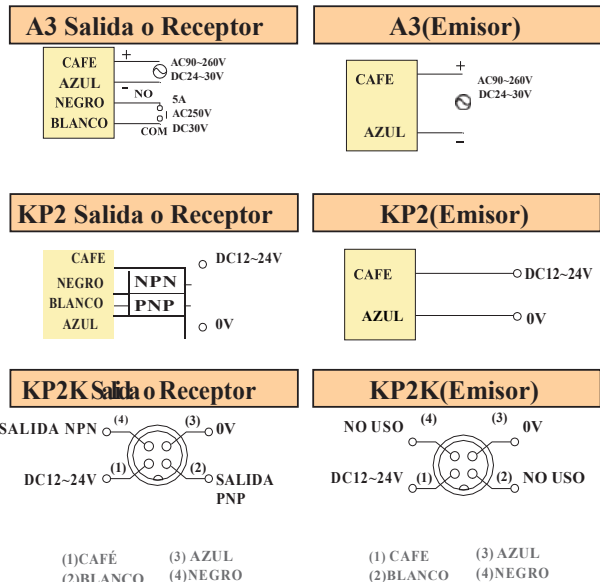 A3 Salida o Receptor
CAFE
AZUL
NEGRO
BLANCO
+
–
NO
COM
AC90~260V
DC24~30V
5A
AC250V
DC30V
A3(Emisor)
CAFE
AZUL
+
–
AC90~260V
DC24~30V
KP2 Salida o Receptor
CAFE
NEGRO
BLANCO
AZUL
NPN
PNP
DC12~24V
0V
KP2(Emisor)
CAFE
AZUL
DC12~24V
0V
KP2K Salida o Receptor
SALIDA NPN (4) (3) 0V
DC12~24V (1) (2) SALIDA
PNP
(1)CAFÉ (3) AZUL
(2)BLANCO (4)NEGRO
KP2K(Emisor)
NO USO (4) (3) 0V
DC12~24V (1) (2) NO USO
(1) CAFE (3) AZUL
(2)BLANCO (4)NEGRO